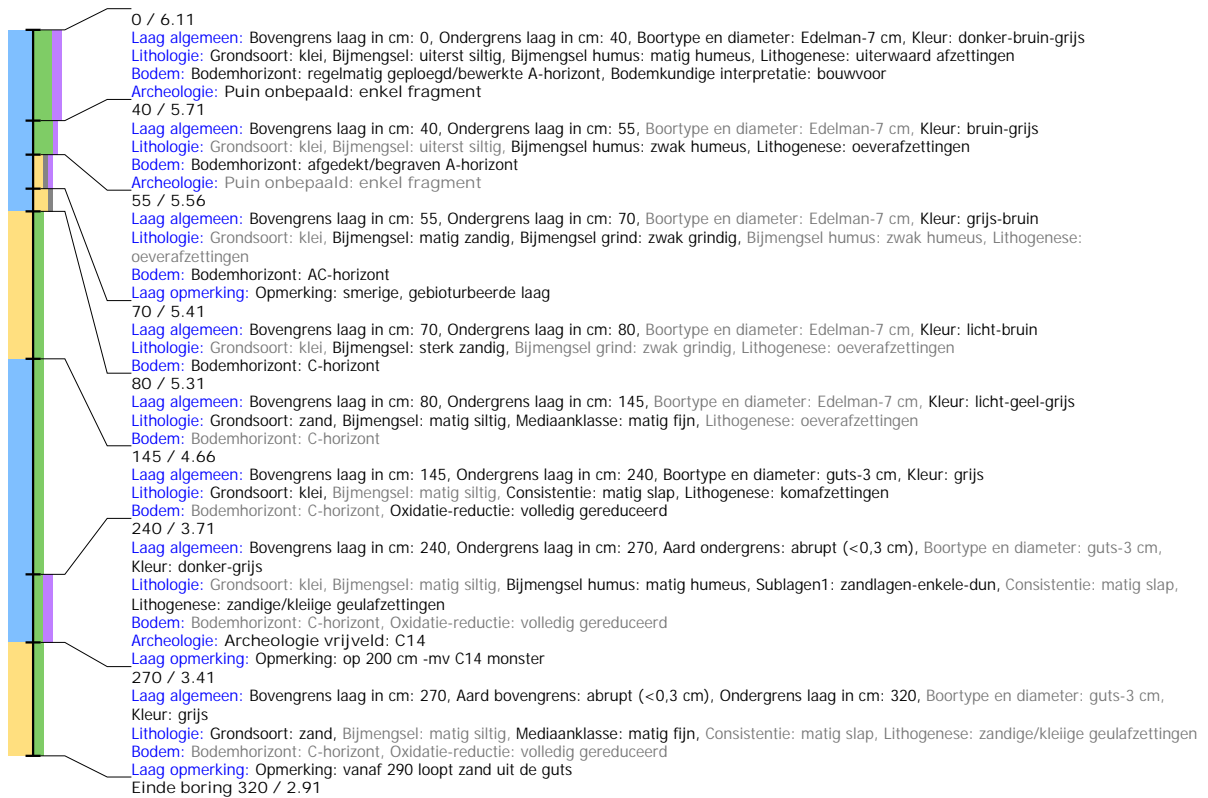 0 / 6.11
Laag algemeen: Bovengrens laag in cm: 0, Ondergrens laag in cm: 40, Boortype en diameter: Edelman-7 cm, Kleur: donker-bruin-grijs
Lithologie: Grondsoort: klei, Bijmengsel: uiterst siltig, Bijmengsel humus: matig humeus, Lithogenese: uiterwaard afzettingen
Bodem: Bodemhorizont: regelmatig geploegd/bewerkte A-horizont, Bodemkundige interpretatie: bouwvoor
Archeologie: Puin onbepaald: enkel fragment
40 / 5.71
Laag algemeen: Bovengrens laag in cm: 40, Ondergrens laag in cm: 55, Boortype en diameter: Edelman-7 cm, Kleur: bruin-grijs
Lithologie: Grondsoort: klei, Bijmengsel: uiterst siltig, Bijmengsel humus: zwak humeus, Lithogenese: oeverafzettingen
Bodem: Bodemhorizont: afgedekt/begraven A-horizont
Archeologie: Puin onbepaald: enkel fragment
55 / 5.56
Laag algemeen: Bovengrens laag in cm: 55, Ondergrens laag in cm: 70, Boortype en diameter: Edelman-7 cm, Kleur: grijs-bruin
Lithologie: Grondsoort: klei, Bijmengsel: matig zandig, Bijmengsel grind: zwak grindig, Bijmengsel humus: zwak humeus, Lithogenese:
oeverafzettingen
Bodem: Bodemhorizont: AC-horizont
Laag opmerking: Opmerking: smerige, gebioturbeerde laag
70 / 5.41
Laag algemeen: Bovengrens laag in cm: 70, Ondergrens laag in cm: 80, Boortype en diameter: Edelman-7 cm, Kleur: licht-bruin
Lithologie: Grondsoort: klei, Bijmengsel: sterk zandig, Bijmengsel grind: zwak grindig, Lithogenese: oeverafzettingen
Bodem: Bodemhorizont: C-horizont
80 / 5.31
Laag algemeen: Bovengrens laag in cm: 80, Ondergrens laag in cm: 145, Boortype en diameter: Edelman-7 cm, Kleur: licht-geel-grijs
Lithologie: Grondsoort: zand, Bijmengsel: matig siltig, Mediaanklasse: matig fijn, Lithogenese: oeverafzettingen
Bodem: Bodemhorizont: C-horizont
145 / 4.66
Laag algemeen: Bovengrens laag in cm: 145, Ondergrens laag in cm: 240, Boortype en diameter: guts-3 cm, Kleur: grijs
Lithologie: Grondsoort: klei, Bijmengsel: matig siltig, Consistentie: matig slap, Lithogenese: komafzettingen
Bodem: Bodemhorizont: C-horizont, Oxidatie-reductie: volledig gereduceerd
240 / 3.71
Laag algemeen: Bovengrens laag in cm: 240, Ondergrens laag in cm: 270, Aard ondergrens: abrupt (<0,3 cm), Boortype en diameter: guts-3 cm,
Kleur: donker-grijs
Lithologie: Grondsoort: klei, Bijmengsel: matig siltig, Bijmengsel humus: matig humeus, Sublagen1: zandlagen-enkele-dun, Consistentie: matig slap,
Lithogenese: zandige/kleiige geulafzettingen
Bodem: Bodemhorizont: C-horizont, Oxidatie-reductie: volledig gereduceerd
Archeologie: Archeologie vrijveld: C14
Laag opmerking: Opmerking: op 200 cm -mv C14 monster
270 / 3.41
Laag algemeen: Bovengrens laag in cm: 270, Aard bovengrens: abrupt (<0,3 cm), Ondergrens laag in cm: 320, Boortype en diameter: guts-3 cm,
Kleur: grijs
Lithologie: Grondsoort: zand, Bijmengsel: matig siltig, Mediaanklasse: matig fijn, Consistentie: matig slap, Lithogenese: zandige/kleiige geulafzettingen
Bodem: Bodemhorizont: C-horizont, Oxidatie-reductie: volledig gereduceerd
Laag opmerking: Opmerking: vanaf 290 loopt zand uit de guts
Einde boring 320 / 2.91